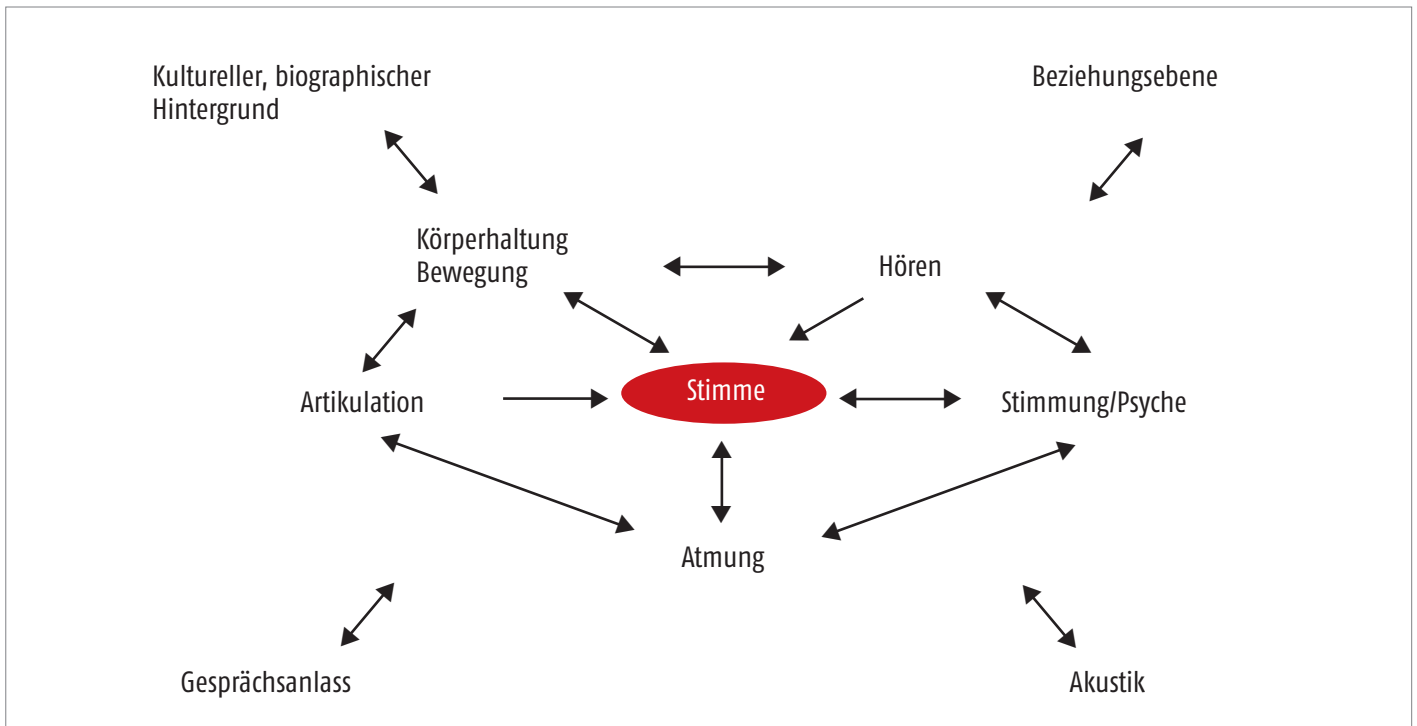 Kultureller, biographischer
Hintergrund
Beziehungsebene
Körperhaltung
Bewegung
Hören
Artikulation
Stimme
Stimmung/Psyche
Atmung
Gesprächsanlass
Akustik